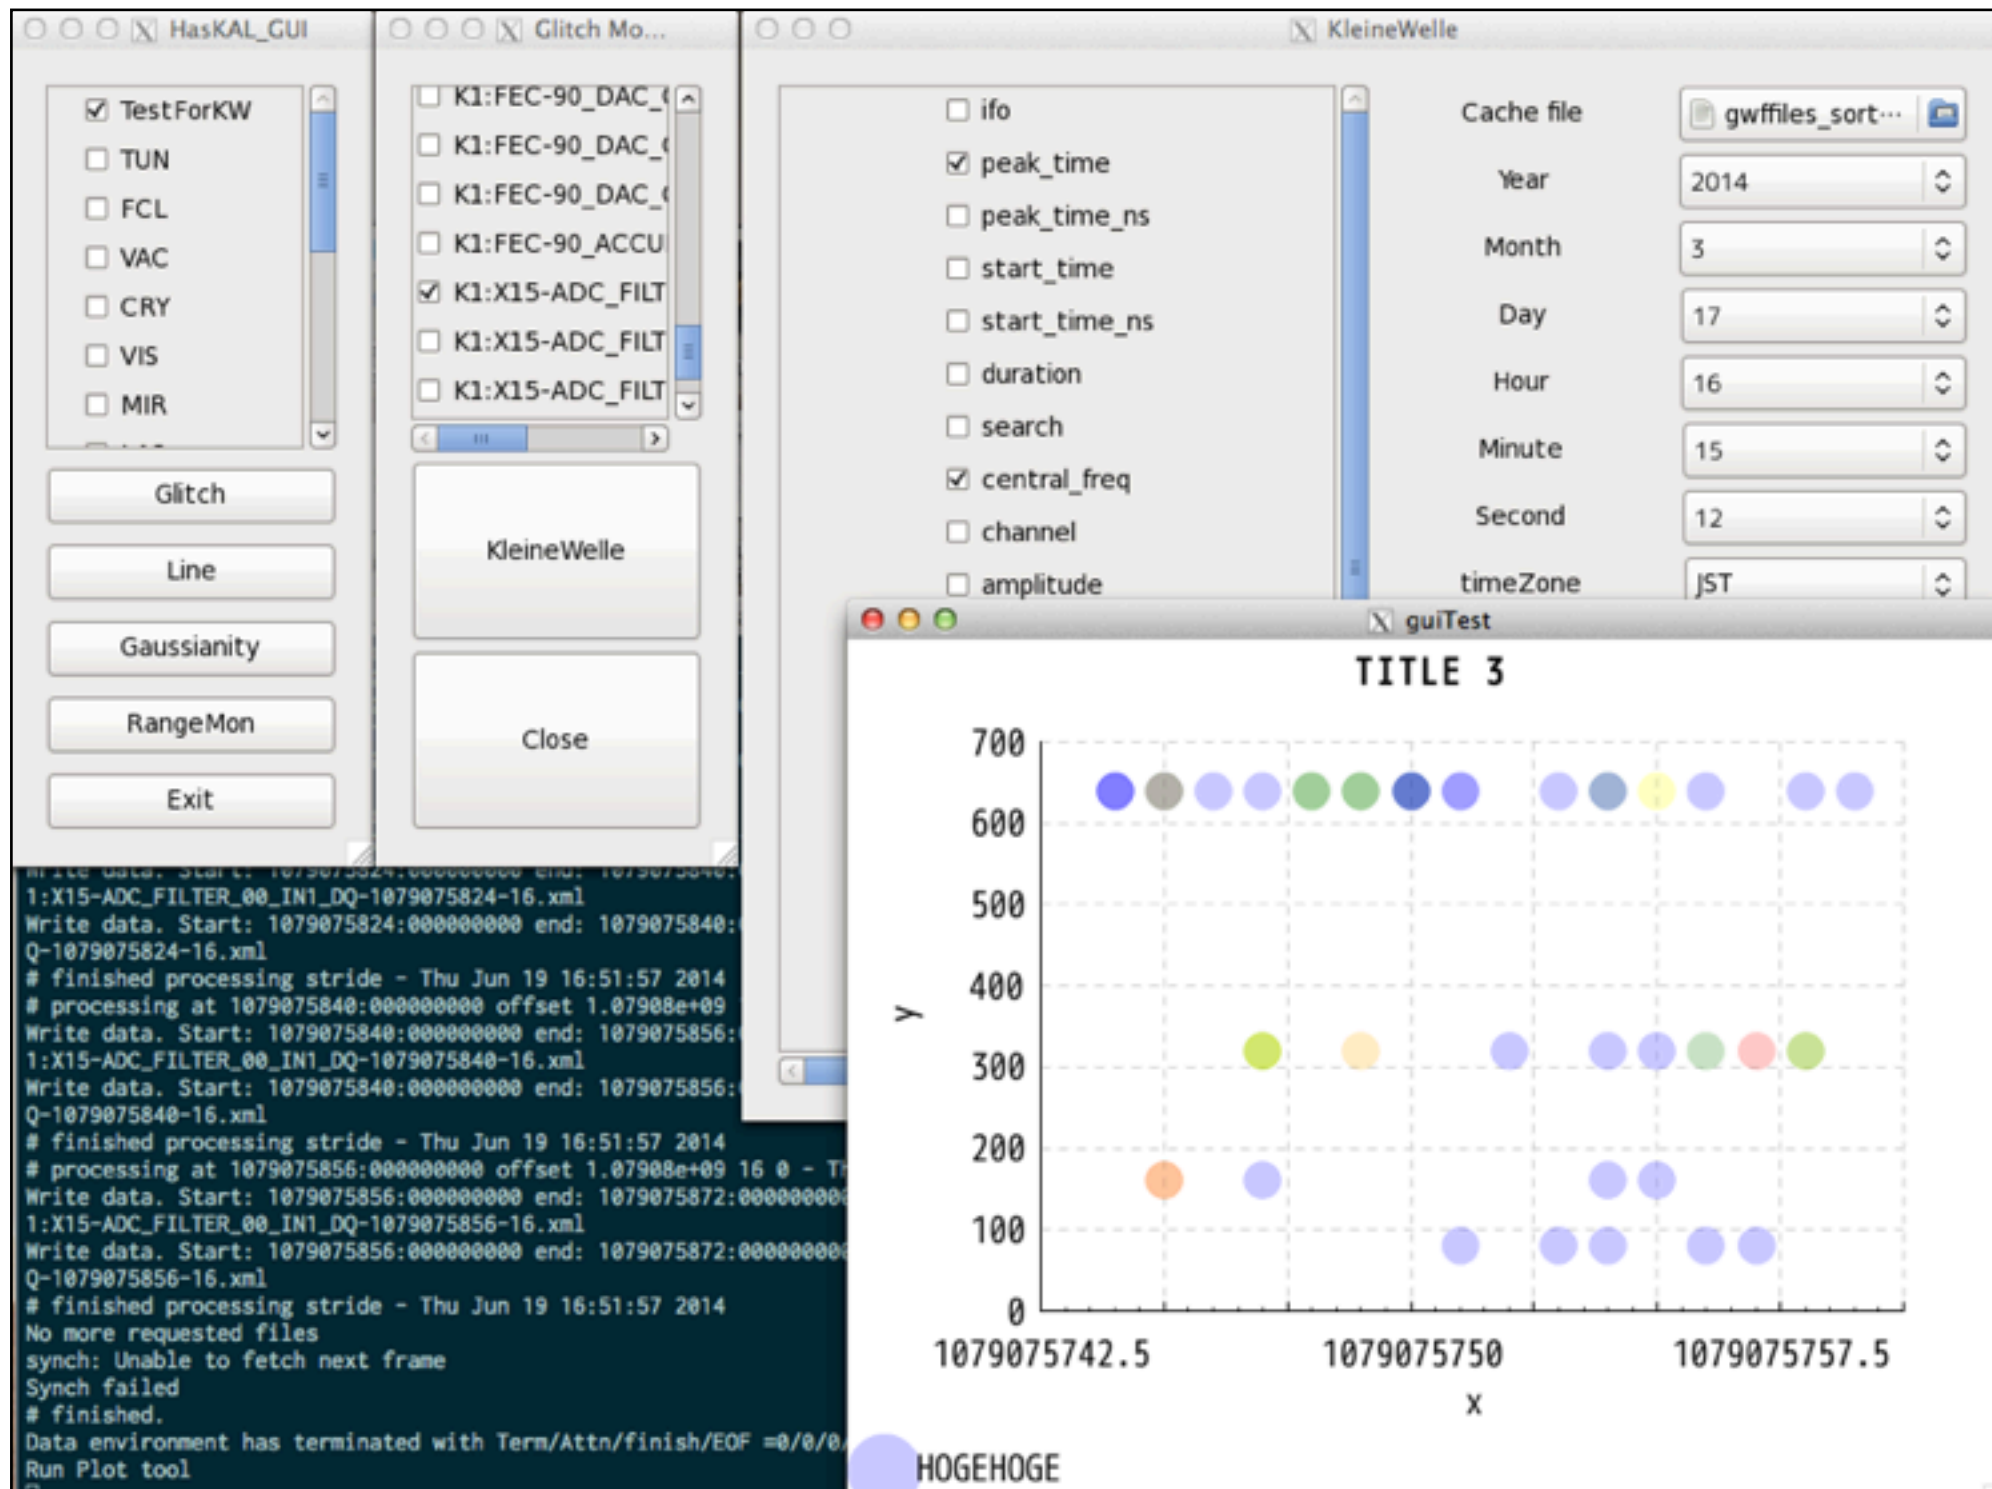 HasKAL_GUI
TestForKW
TUN
FCL
VAC
CRY
VIS
MIR
Glitch
Line
Gaussianity
RangeMon
Exit
Glitch Mo...
K1:FEC-90_DAC_
K1:FEC-90_DAC_
K1:FEC-90_DAC_
K1:FEC-90_ACCU
K1:X15-ADC_FILT
K1:X15-ADC_FILT
K1:X15-ADC_FILT
KleineWelle
Close
KleineWelle
ifo
peak_time
peak_time_ns
start_time
start_time_ns
duration
search
central_freq
channel
amplitude
Cache file
gwffiles_sort···
Year
2014
Month
3
Day
17
Hour
16
Minute
15
Second
12
timeZone
JST
Write data. Start: 1079075824:000000000 end: 1079075840:
1:X15-ADC_FILTER_00_IN1_DQ-1079075824-16.xml
Write data. Start: 1079075824:000000000 end: 1079075840:
Q-1079075824-16.xml
# finished processing stride - Thu Jun 19 16:51:57 2014
# processing at 1079075840:000000000 offset 1.07908e+09
Write data. Start: 1079075840:000000000 end: 1079075856:
1:X15-ADC_FILTER_00_IN1_DQ-1079075840-16.xml
Write data. Start: 1079075840:000000000 end: 1079075856:
Q-1079075840-16.xml
# finished processing stride - Thu Jun 19 16:51:57 2014
# processing at 1079075856:000000000 offset 1.07908e+09 16 0 - Th
Write data. Start: 1079075856:000000000 end: 1079075872:000000000
1:X15-ADC_FILTER_00_IN1_DQ-1079075856-16.xml
Write data. Start: 1079075856:000000000 end: 1079075872:000000000
Q-1079075856-16.xml
# finished processing stride - Thu Jun 19 16:51:57 2014
No more requested files
synch: Unable to fetch next frame
Synch failed
# finished.
Data environment has terminated with Term/Attn/finish/EOF =0/0/0/
Run Plot tool
guiTest
TITLE 3
700
600
500
400
300
200
100
0
y
1079075742.5
1079075750
1079075757.5
x
HOGEHOGE